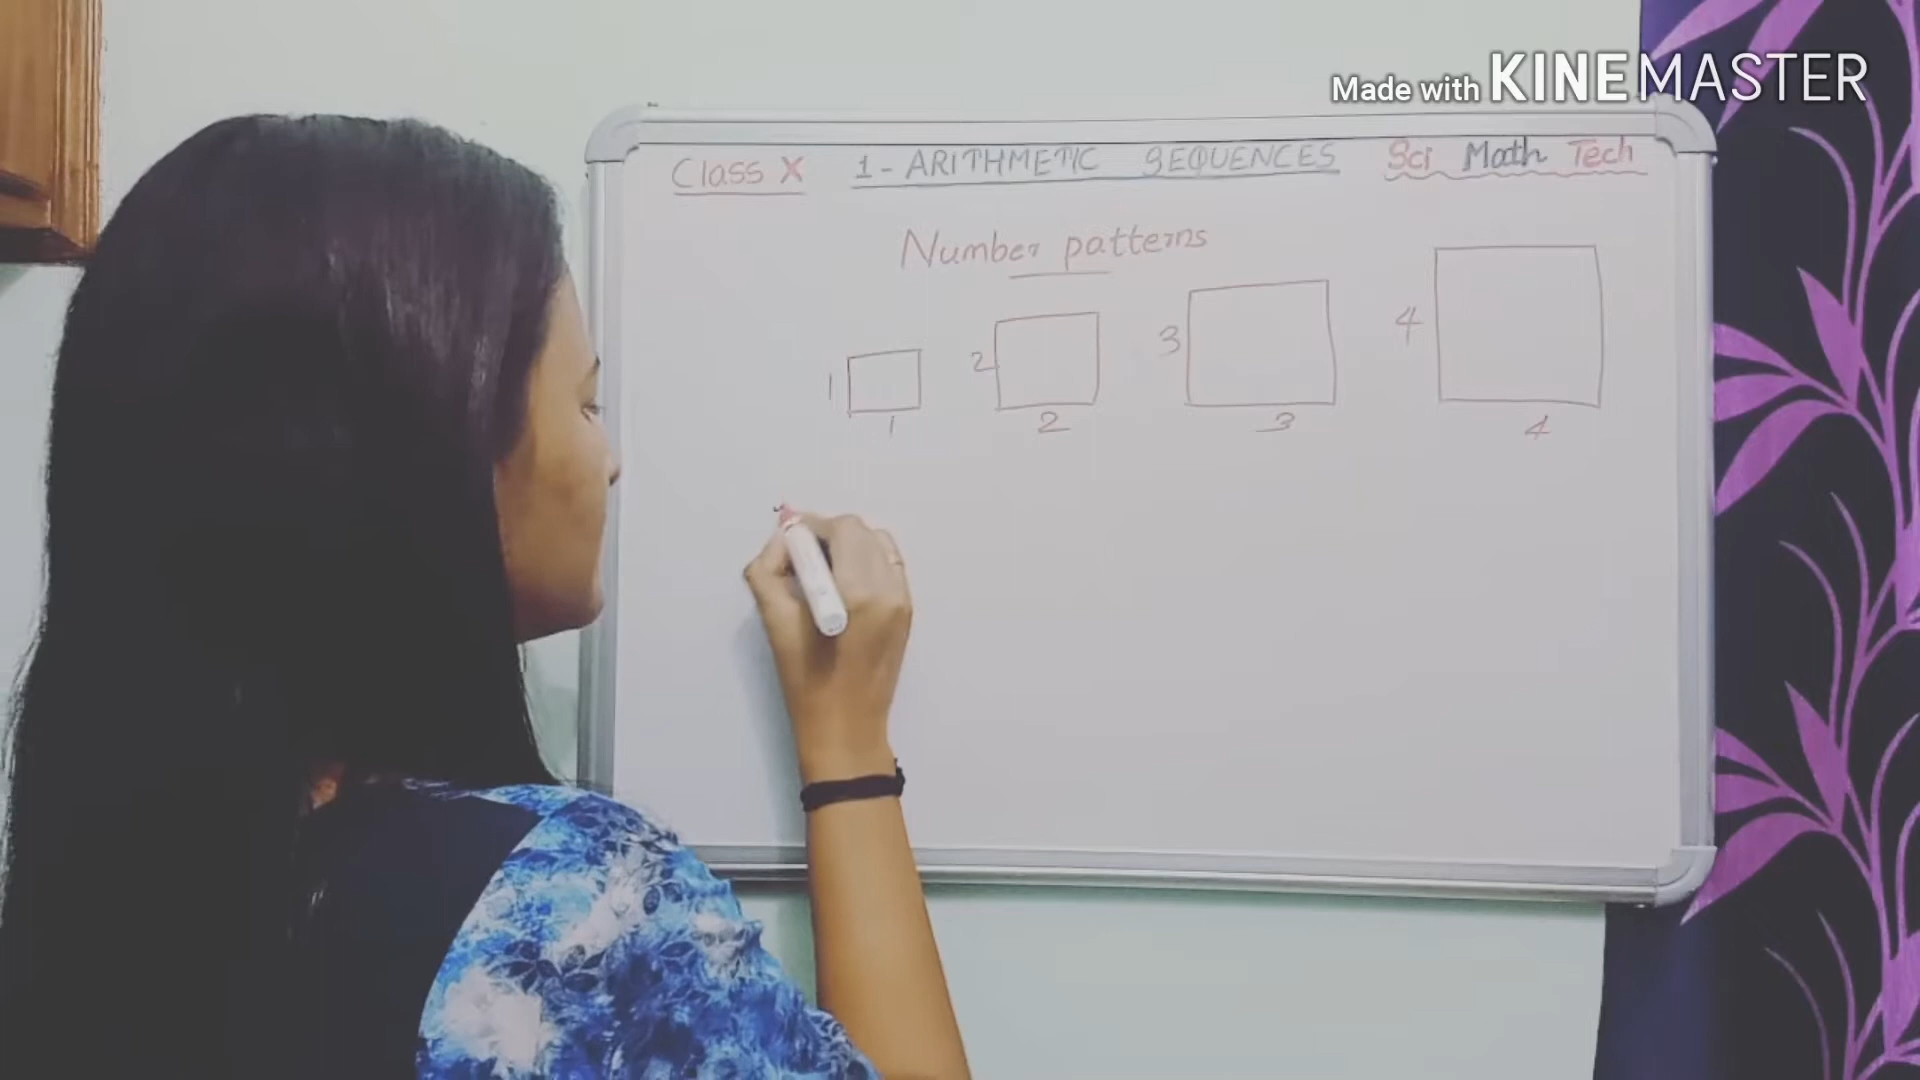 Made with KINEMASTER
Class X 1 - ARITHMETIC SEQUENCES Sci Math Tech
Number patterns
1 2 3 4
1 2 3 4